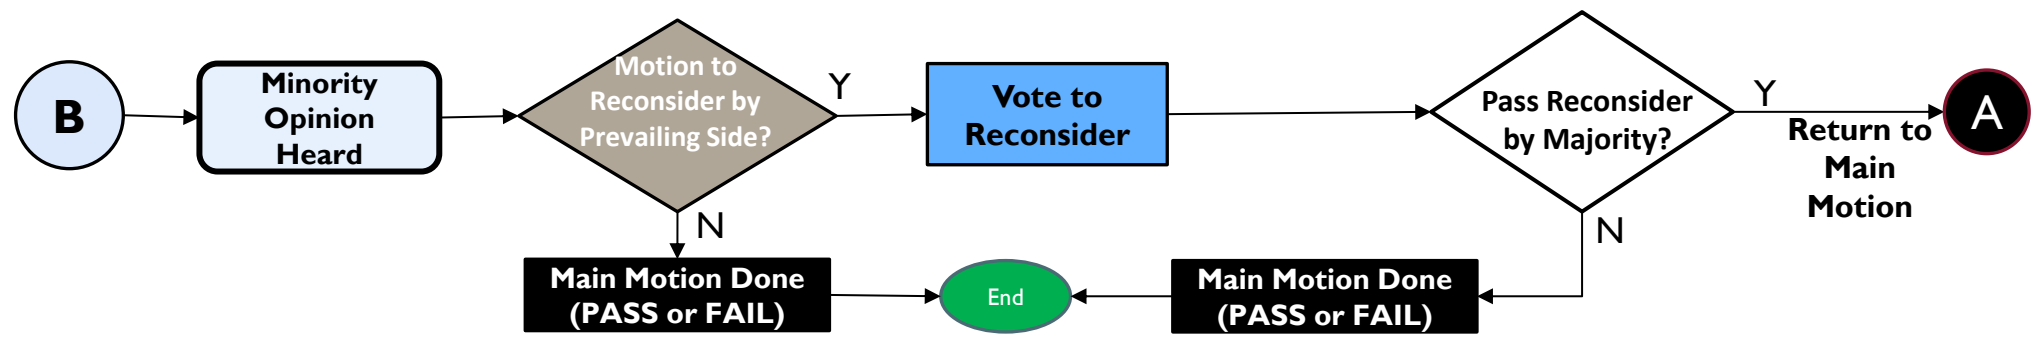 B
Minority
Opinion
Heard
Motion to
Reconsider by
Prevailing Side?
Y
N
Vote to
Reconsider
Pass Reconsider
by Majority?
Y
Return to
Main
Motion
N
A
Main Motion Done
(PASS or FAIL)
End
Main Motion Done
(PASS or FAIL)